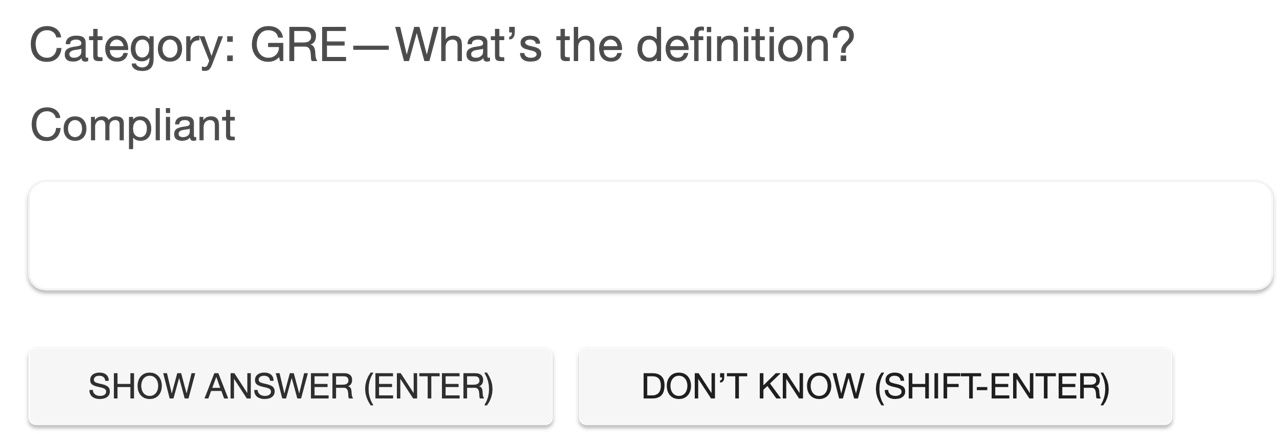 Category: GRE—What’s the definition?
Compliant
SHOW ANSWER (ENTER)
DON’T KNOW (SHIFT-ENTER)